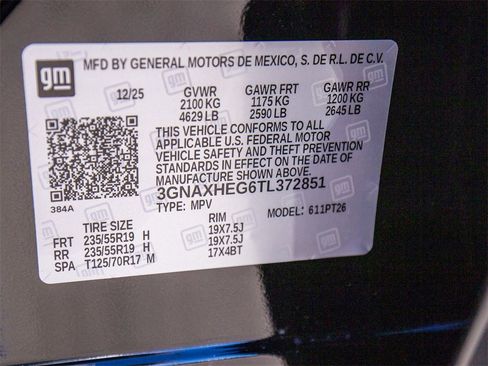 gm
MFD BY GENERAL MOTORS DE MEXICO, S. DE R.L. DE C.V.
12/25 GVWR GAWR FRT GAWR RR
2100 KG 1175 KG 1200 KG
4629 LB 2590 LB 2645 LB
THIS VEHICLE CONFORMS TO ALL
APPLICABLE U.S. FEDERAL MOTOR
VEHICLE SAFETY AND BUMPER
STANDARDS IN EFFECT ON THE DATE OF
MANUFACTURE SHOWN ABOVE.
3GNAXHEG6TL372851
384A TYPE: MPV MODEL: 611PT26
TIRE SIZE RIM
FRT 235/55R19 H 19X7.5J
RR 235/55R19 H 19X7.5J
SPA T125/70R17 M 17X4BT